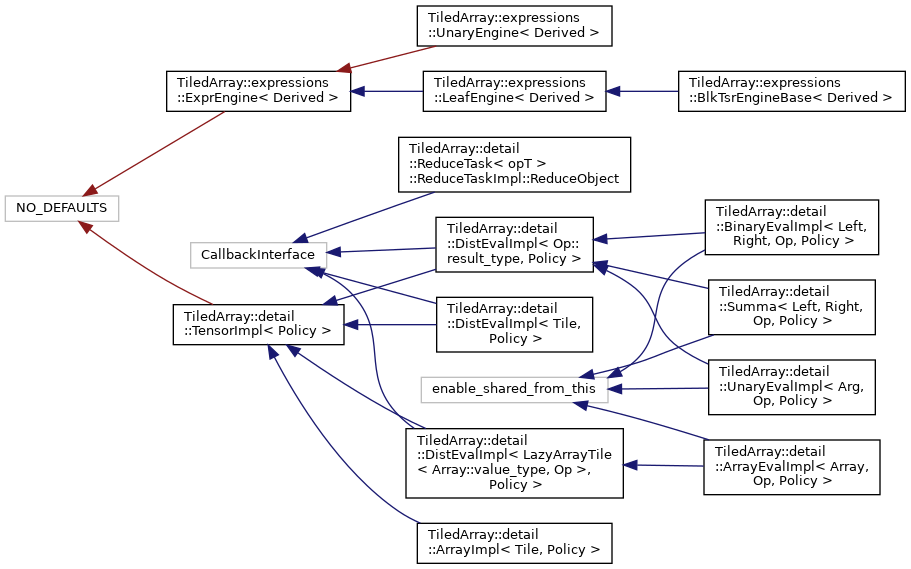 TiledArray::expressions
::UnaryEngine< Derived >
TiledArray::expressions
::ExprEngine< Derived >
TiledArray::expressions
::LeafEngine< Derived >
TiledArray::expressions
::BlkTsrEngineBase< Derived >
TiledArray::detail
::ReduceTask< opT >
::ReduceTaskImpl::ReduceObject
NO_DEFAULTS
TiledArray::detail
::DistEvalImpl< Op::
result_type, Policy >
TiledArray::detail
::BinaryEvalImpl< Left,
Right, Op, Policy >
CallbackInterface
TiledArray::detail
::TensorImpl< Policy >
TiledArray::detail
::DistEvalImpl< Tile,
Policy >
TiledArray::detail
::Summa< Left, Right,
Op, Policy >
enable_shared_from_this
TiledArray::detail
::UnaryEvalImpl< Arg,
Op, Policy >
TiledArray::detail
::DistEvalImpl< LazyArrayTile
< Array::value_type, Op >,
Policy >
TiledArray::detail
::ArrayEvalImpl< Array,
Op, Policy >
TiledArray::detail
::ArrayImpl< Tile, Policy >